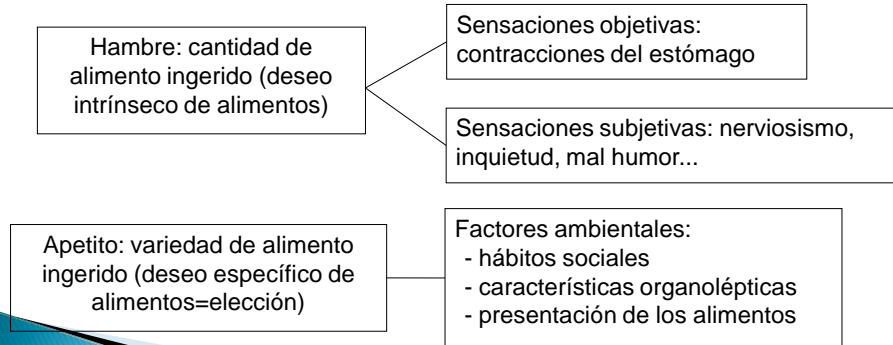 Hambre: cantidad de
alimento ingerido (deseo
intrínseco de alimentos)
Sensaciones objetivas:
contracciones del estómago
Sensaciones subjetivas: nerviosismo,
inquietud, mal humor...
Apetito: variedad de alimento
ingerido (deseo específico de
alimentos=elección)
Factores ambientales:
- hábitos sociales
- características organolépticas
- presentación de los alimentos